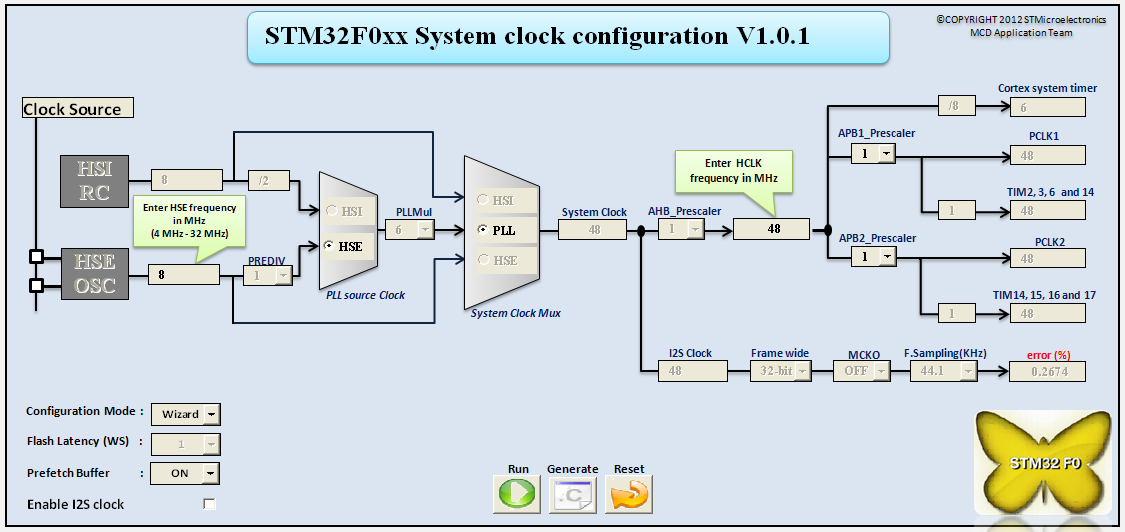 ©COPYRIGHT 2012 STMicroelectronics
MCD Application Team
STM32F0xx System clock configuration V1.0.1
Clock Source
HSI
RC
8
/2
Enter HSE frequency
in MHz
(4 MHz - 32 MHz)
HSE
OSC
8
PREDIV
1
HSI
HSE
PLL source Clock
PLLMul
6
HSI
PLL
HSE
System Clock Mux
System Clock
48
AHB_Prescaler
1
Enter HCLK
frequency in MHz
48
/8
Cortex system timer
6
APB1_Prescaler
1
PCLK1
48
TIM2, 3, 6 and 14
1
48
APB2_Prescaler
1
PCLK2
48
TIM14, 15, 16 and 17
1
48
I2S Clock
48
Frame wide
32-bit
MCKO
OFF
F.Sampling(KHz)
44.1
error (%)
0.2674
Configuration Mode :
Wizard
Flash Latency (WS) :
1
Prefetch Buffer :
ON
Enable I2S clock
Run
Generate
.C
Reset
STM32 F0